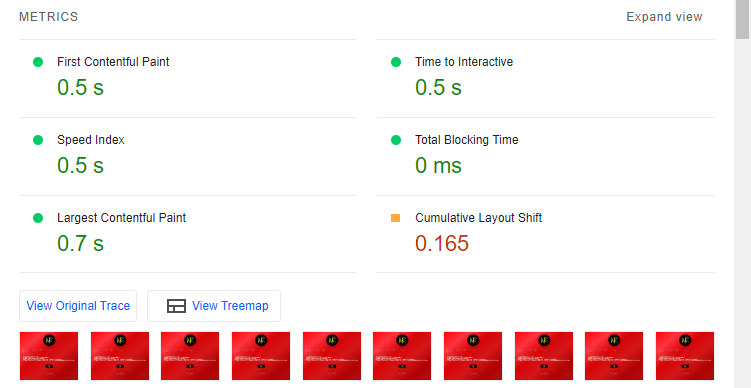 METRICS
Expand view
First Contentful Paint
0.5 s
Time to Interactive
0.5 s
Speed Index
0.5 s
Total Blocking Time
0 ms
Largest Contentful Paint
0.7 s
Cumulative Layout Shift
0.165
View Original Trace
View Treemap